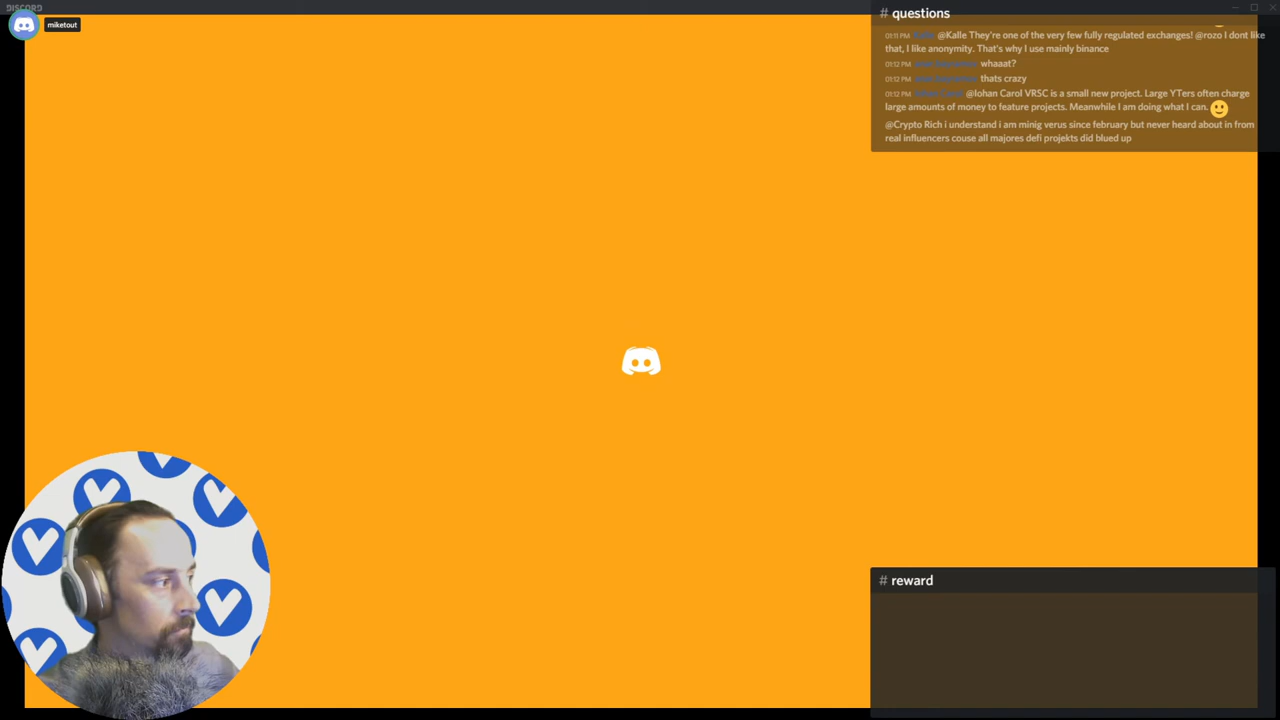 DISCORD
miketout
# questions
01:11 PM @Kalle They're one of the very few fully regulated exchanges! @rozo I dont like
that, I like anonymity. That's why I use mainly binance
01:12 PM whaaat?
01:12 PM thats crazy
01:12 PM @Iohan Carol VRSC is a small new project. Large YTers often charge
large amounts of money to feature projects. Meanwhile I am doing what I can.
@Crypto Rich i understand i am minig verus since february but never heard about in from
real influencers couse all majores defi projekts did blued up
# reward